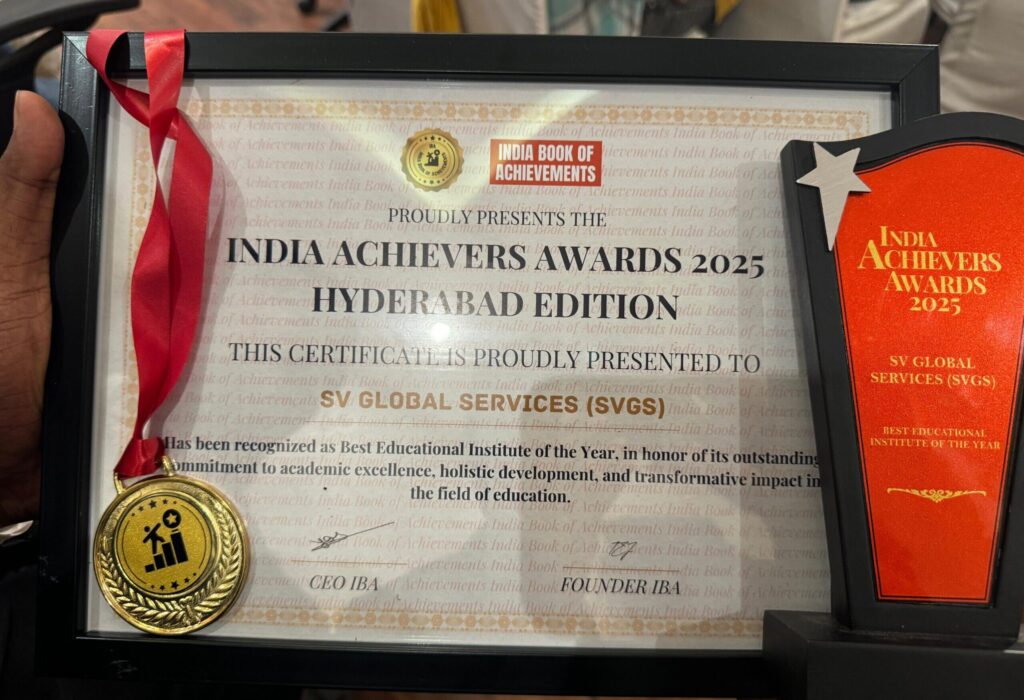 INDIA BOOK OF
ACHIEVEMENTS
PROUDLY PRESENTS THE
INDIA ACHIEVERS AWARDS 2025
HYDERABAD EDITION
THIS CERTIFICATE IS PROUDLY PRESENTED TO
SV GLOBAL SERVICES (SVGS)
Has been recognized as Best Educational Institute of the Year, in honor of its outstanding
commitment to academic excellence, holistic development, and transformative impact in
the field of education.
CEO IBA
FOUNDER IBA
INDIA
ACHIEVERS
AWARDS
2025
SV GLOBAL
SERVICES (SVGS)
BEST EDUCATIONAL
INSTITUTE OF THE YEAR